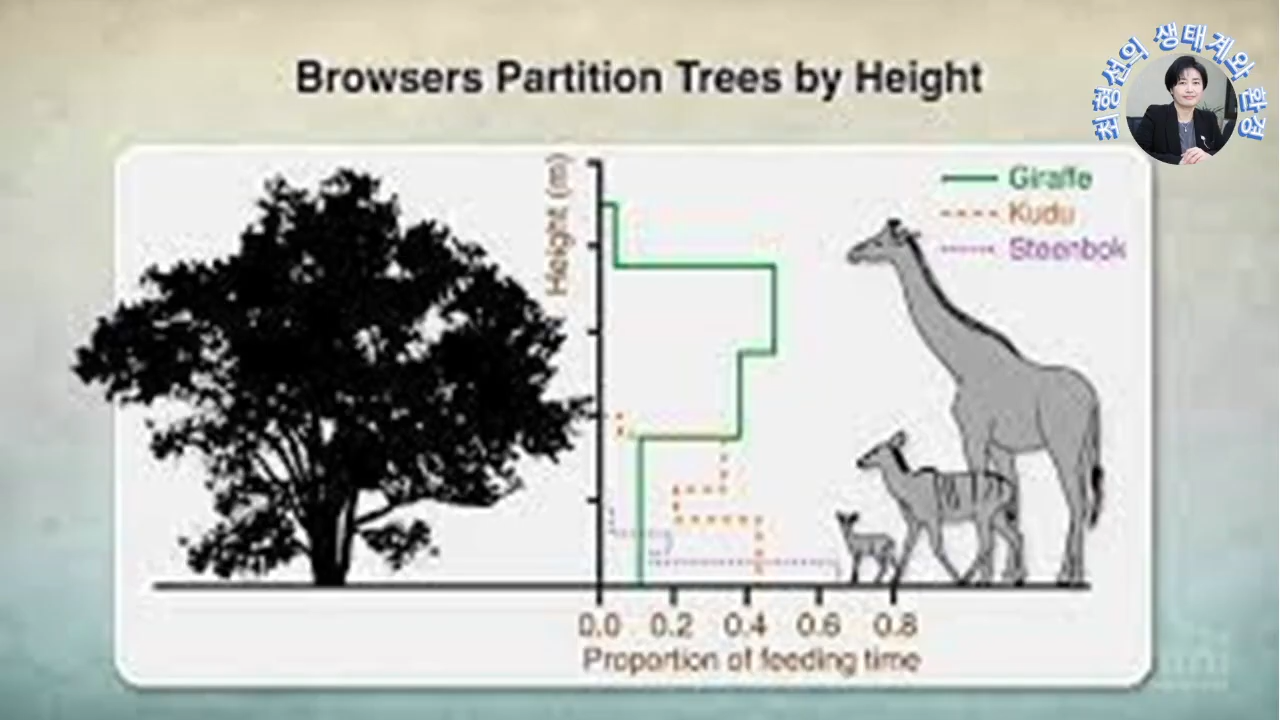 Browsers Partition Trees by Height
최형선의 생태계와 환경
Height (m)
Giraffe
Kudu
Steenbok
0.0 0.2 0.4 0.6 0.8
Proportion of feeding time